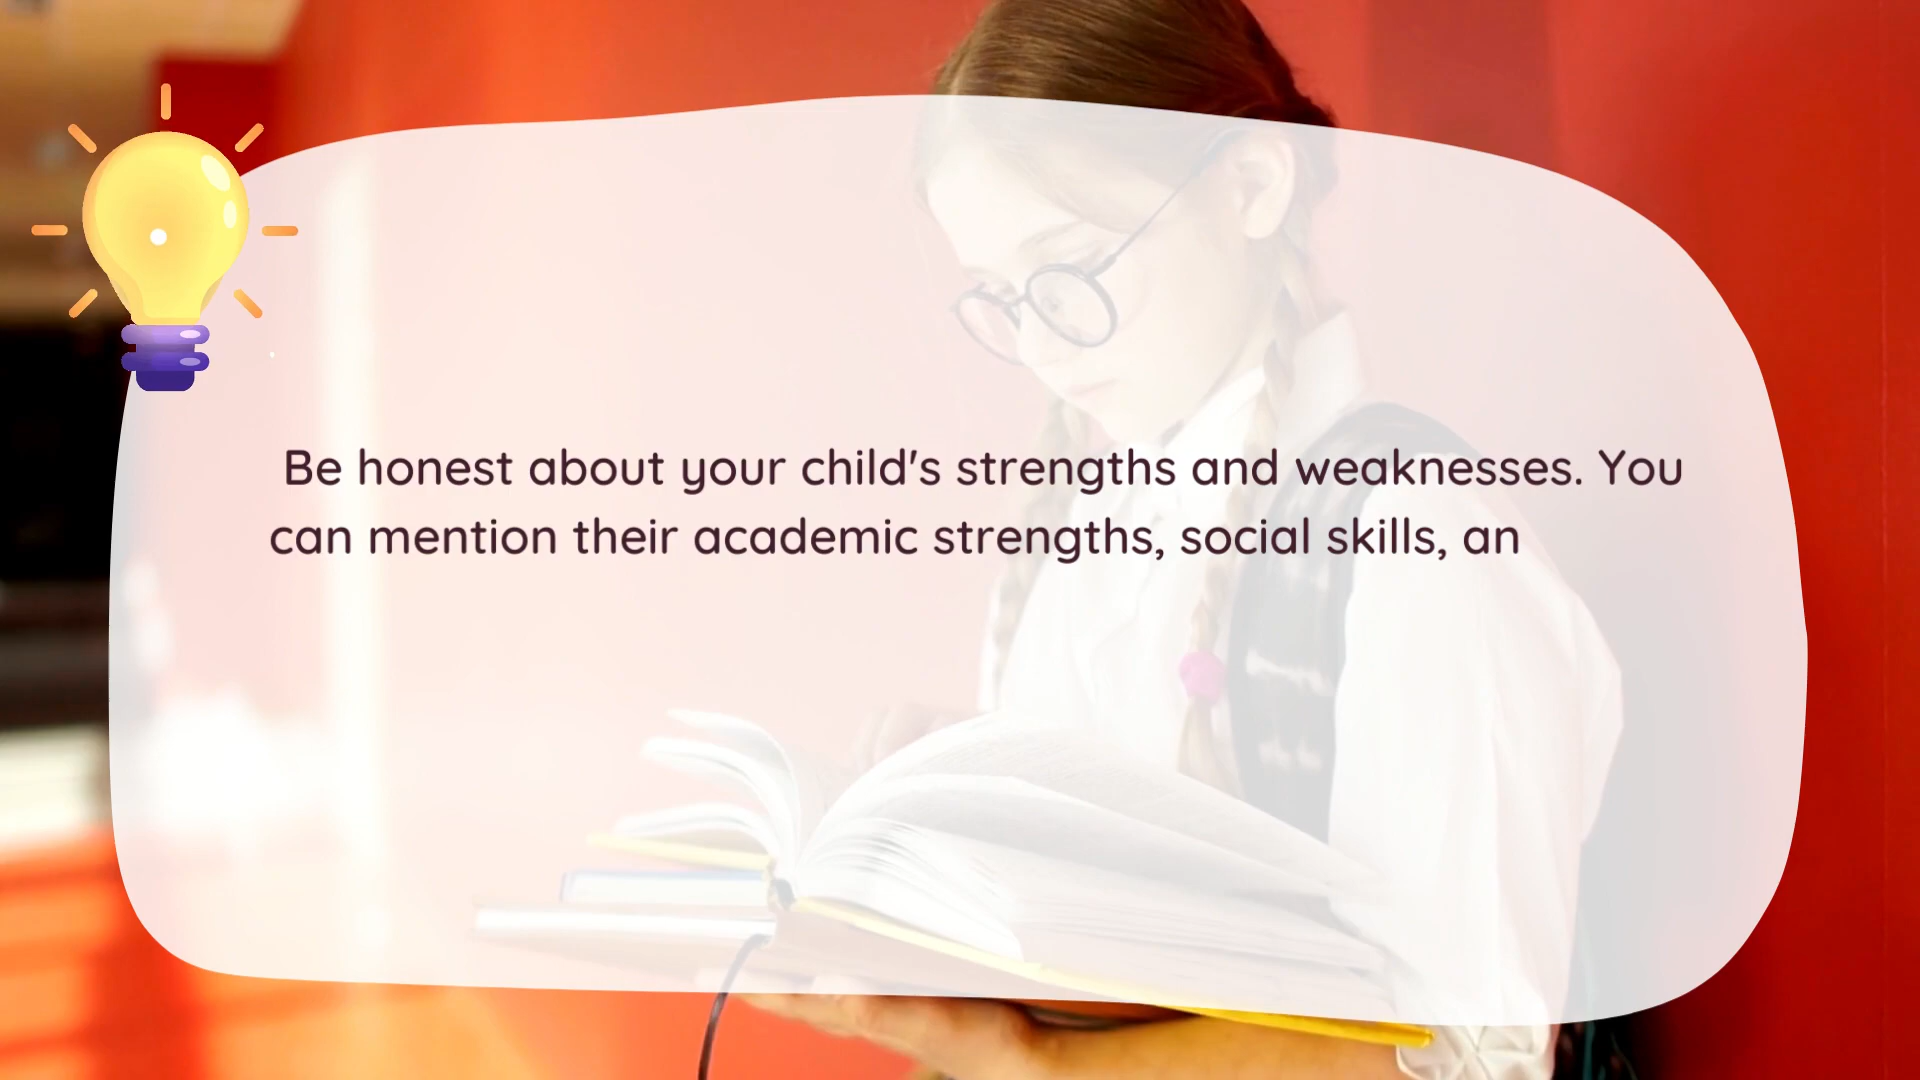 Be honest about your child's strengths and weaknesses. You
can mention their academic strengths, social skills, an